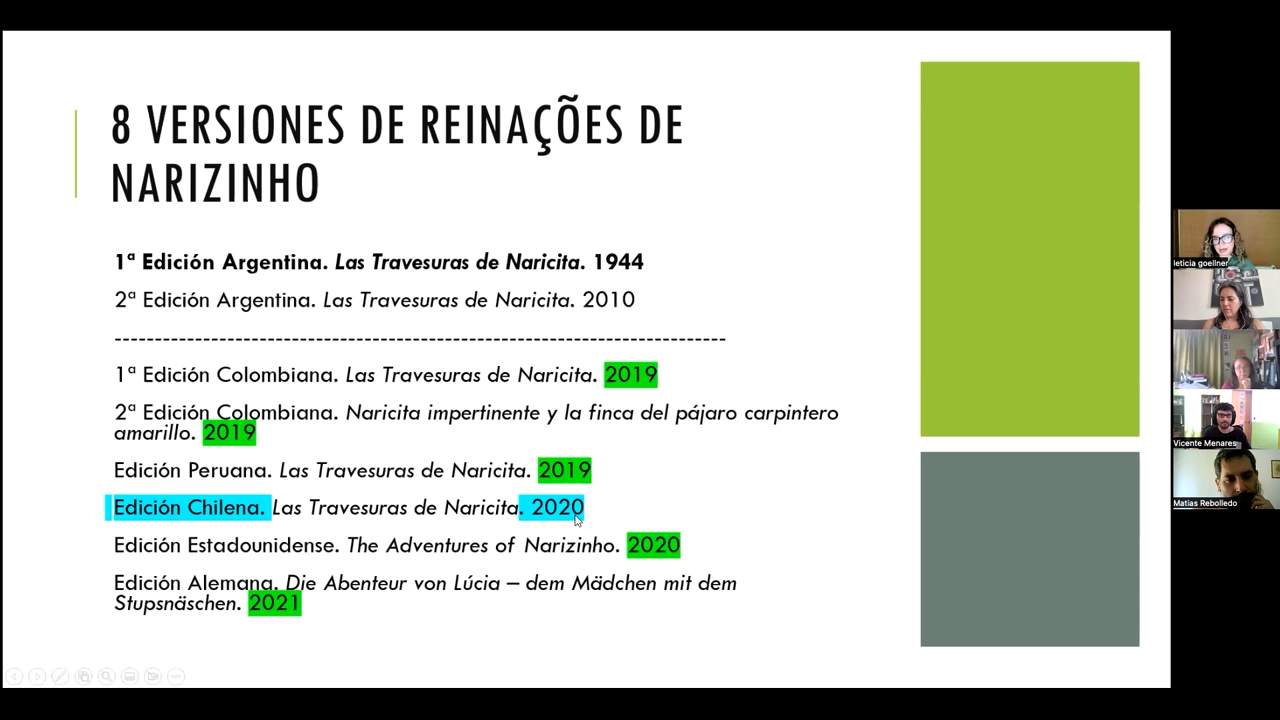 8 VERSIONES DE REINAÇÕES DE
NARIZINHO
1ª Edición Argentina. Las Travesuras de Naricita. 1944
2ª Edición Argentina. Las Travesuras de Naricita. 2010
-----------------------------------------------------------------------------
1ª Edición Colombiana. Las Travesuras de Naricita. 2019
2ª Edición Colombiana. Naricita impertinente y la finca del pájaro carpintero
amarillo. 2019
Edición Peruana. Las Travesuras de Naricita. 2019
Edición Chilena. Las Travesuras de Naricita. 2020
Edición Estadounidense. The Adventures of Narizinho. 2020
Edición Alemana. Die Abenteur von Lúcia – dem Mädchen mit dem
Stupsnäschen. 2021
leticia goellner
Vicente Menares
Matias Rebolledo